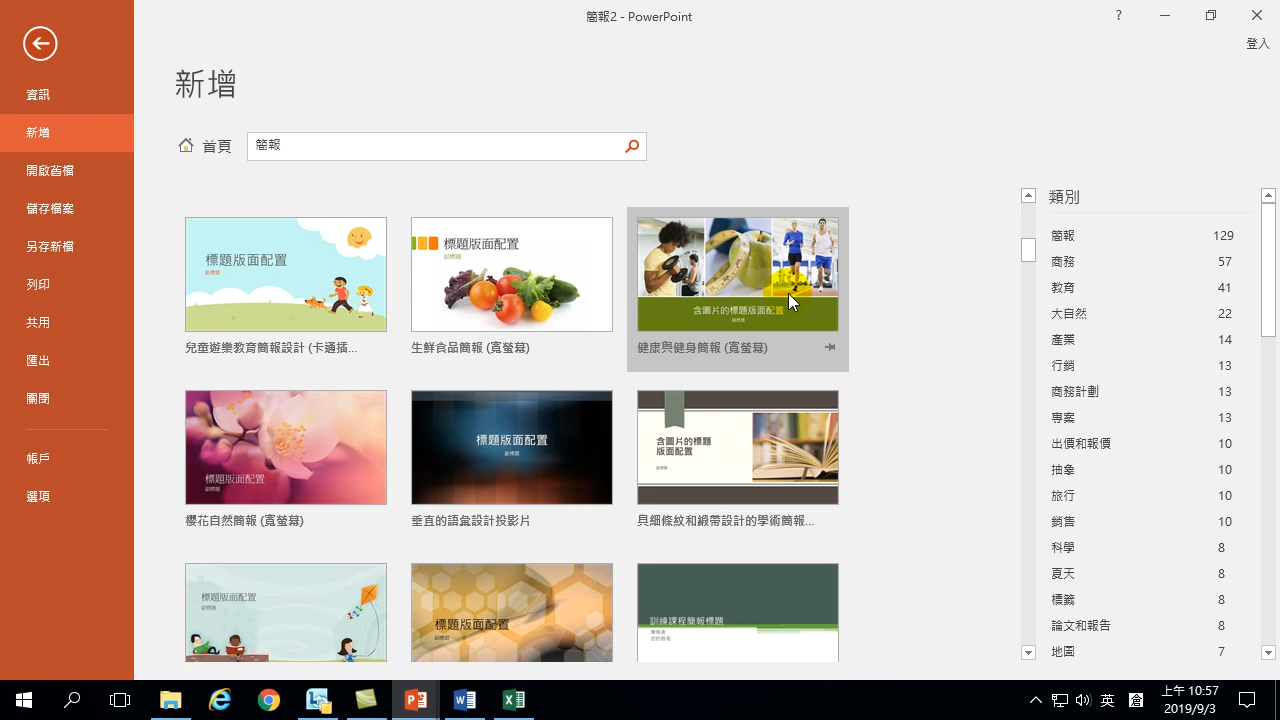 簡報2 - PowerPoint
?
登入
資訊
新增
開啟舊檔
儲存檔案
另存新檔
列印
共用
匯出
關閉
帳戶
選項
新增
首頁
簡報
標題版面配置
副標題
兒童遊樂教育簡報設計 (卡通插...
標題版面配置
副標題
生鮮食品簡報 (寬螢幕)
含圖片的標題版面配置
副標題
健康與健身簡報 (寬螢幕)
標題版面配置
副標題
櫻花自然簡報 (寬螢幕)
標題版面配置
副標題
垂直的語彙設計投影片
含圖片的標題
版面配置
副標題
具細條紋和緞帶設計的學術簡報...
標題版面配置
副標題
標題版面配置
副標題
訓練課程簡報標題
簡報者
您的姓名
類別
簡報 129
商務 57
教育 41
大自然 22
產業 14
行銷 13
商務計劃 13
專案 13
出價和報價 10
抽象 10
旅行 10
銷售 10
科學 8
夏天 8
標籤 8
論文和報告 8
地圖 7
英
倉
上午 10:57
2019/9/3